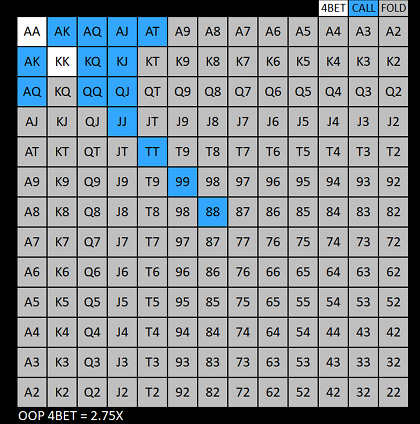 4BET CALL FOLD
AA AK AQ AJ AT A9 A8 A7 A6 A5 A4 A3 A2
AK KK KQ KJ KT K9 K8 K7 K6 K5 K4 K3 K2
AQ KQ QQ QJ QT Q9 Q8 Q7 Q6 Q5 Q4 Q3 Q2
AJ KJ QJ JJ JT J9 J8 J7 J6 J5 J4 J3 J2
AT KT QT JT TT T9 T8 T7 T6 T5 T4 T3 T2
A9 K9 Q9 J9 T9 99 98 97 96 95 94 93 92
A8 K8 Q8 J8 T8 98 88 87 86 85 84 83 82
A7 K7 Q7 J7 T7 97 87 77 76 75 74 73 72
A6 K6 Q6 J6 T6 96 86 76 66 65 64 63 62
A5 K5 Q5 J5 T5 95 85 75 65 55 54 53 52
A4 K4 Q4 J4 T4 94 84 74 64 54 44 43 42
A3 K3 Q3 J3 T3 93 83 73 63 53 43 33 32
A2 K2 Q2 J2 T2 92 82 72 62 52 42 32 22
OOP 4BET = 2.75X